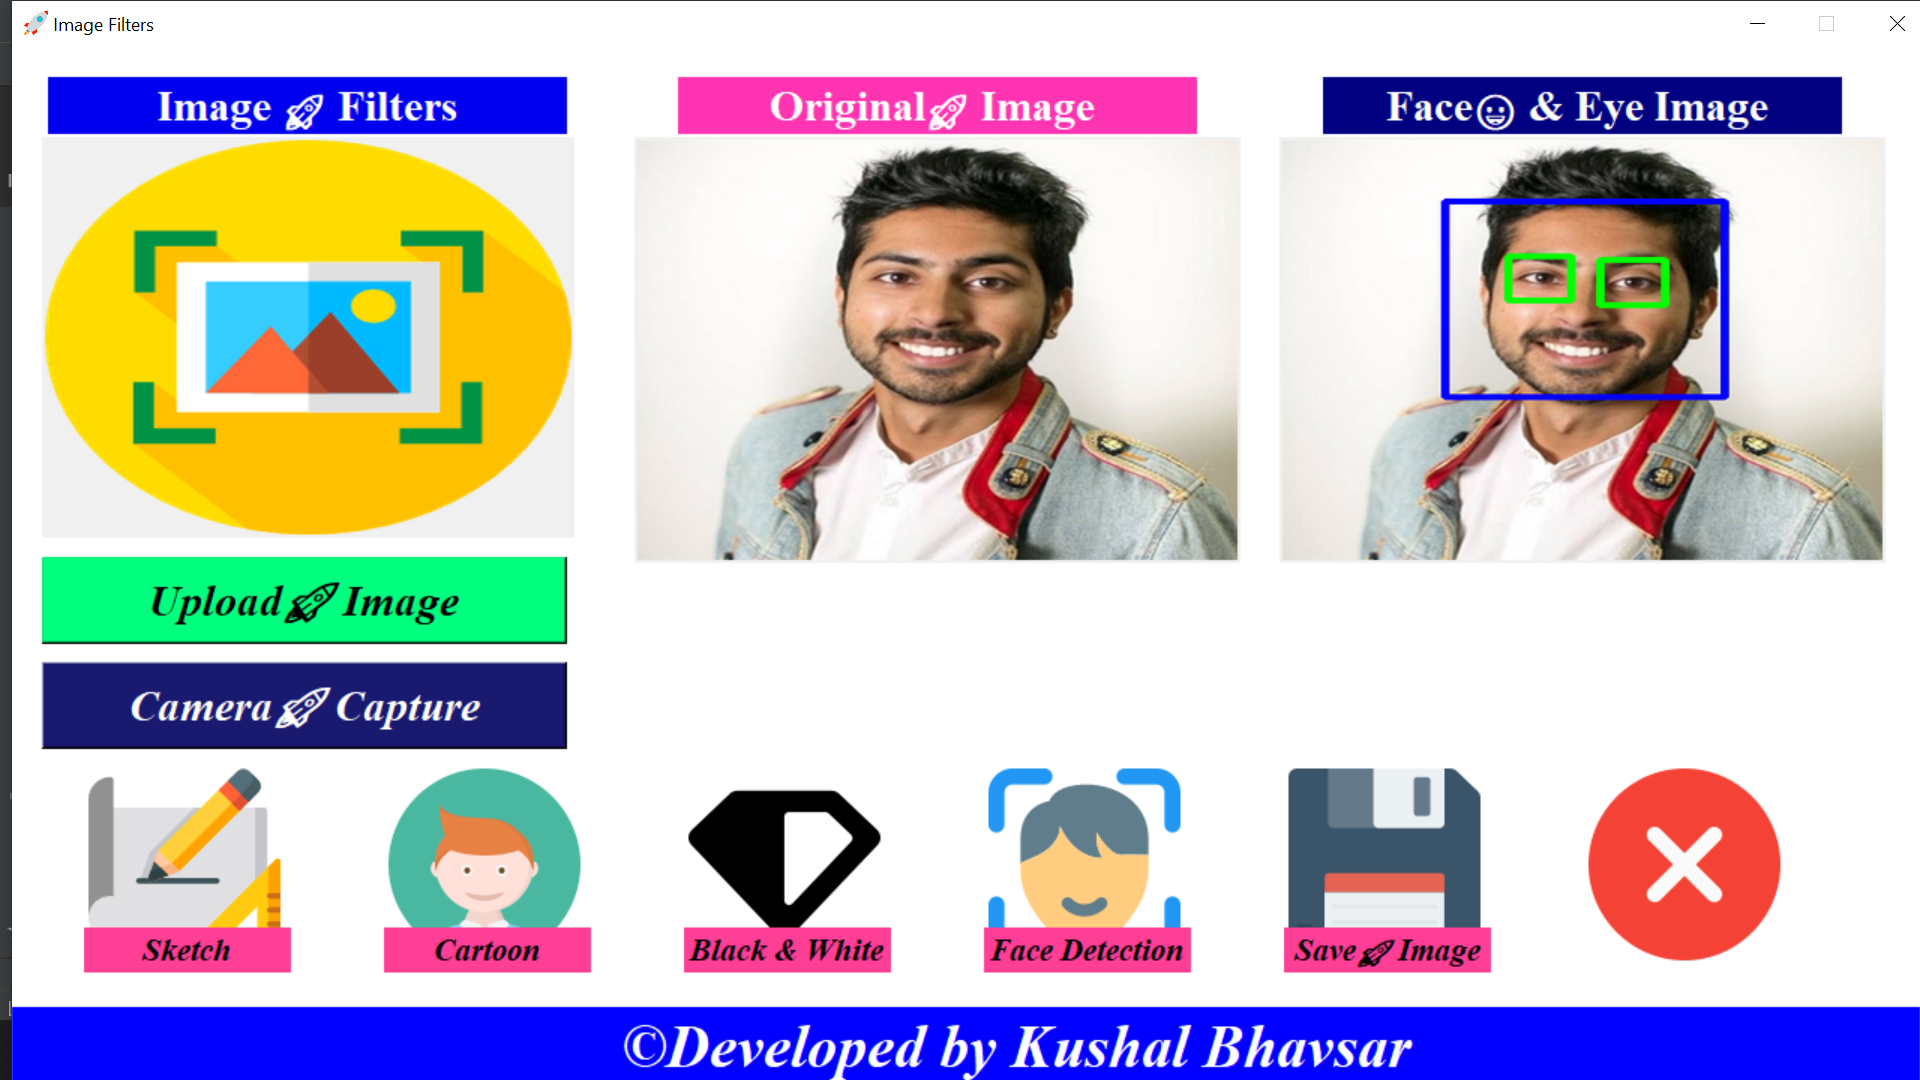 Image Filters
Image 🚀 Filters
Original🚀 Image
Face😀 & Eye Image
Upload🚀Image
Camera🚀Capture
Sketch
Cartoon
Black & White
Face Detection
Save🚀Image
©Developed by Kushal Bhavsar